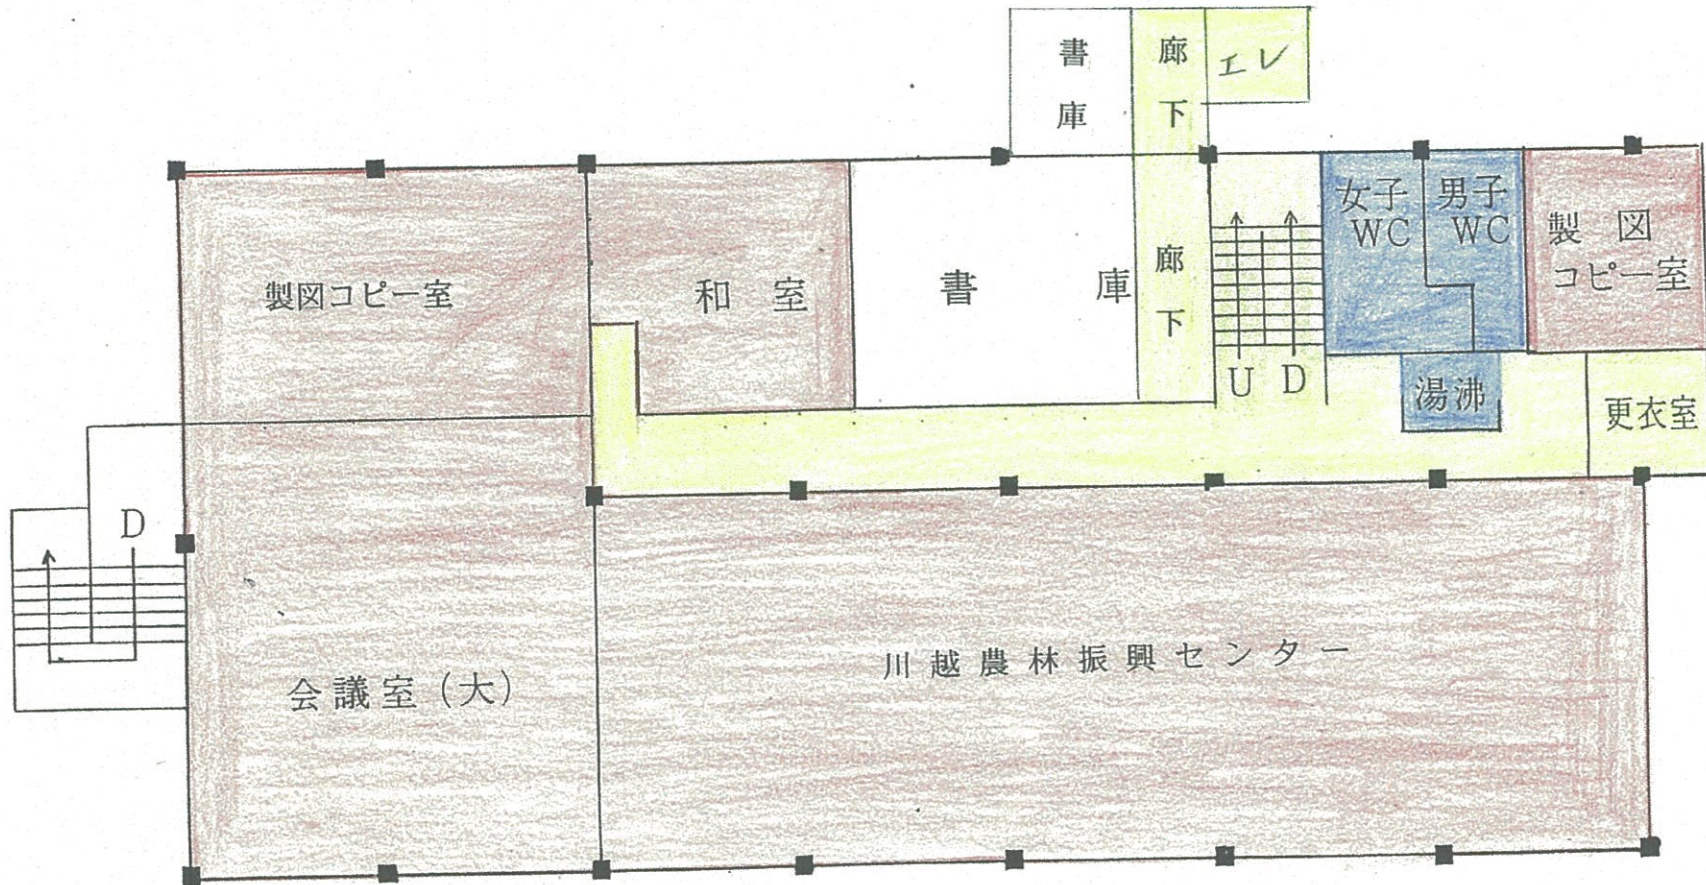 書庫
廊下
エレ
製図コピー室
和室
書庫
廊下
U D
女子
WC
男子
WC
製図
コピー室
湯沸
更衣室
D
会議室（大）
川越農林振興センター